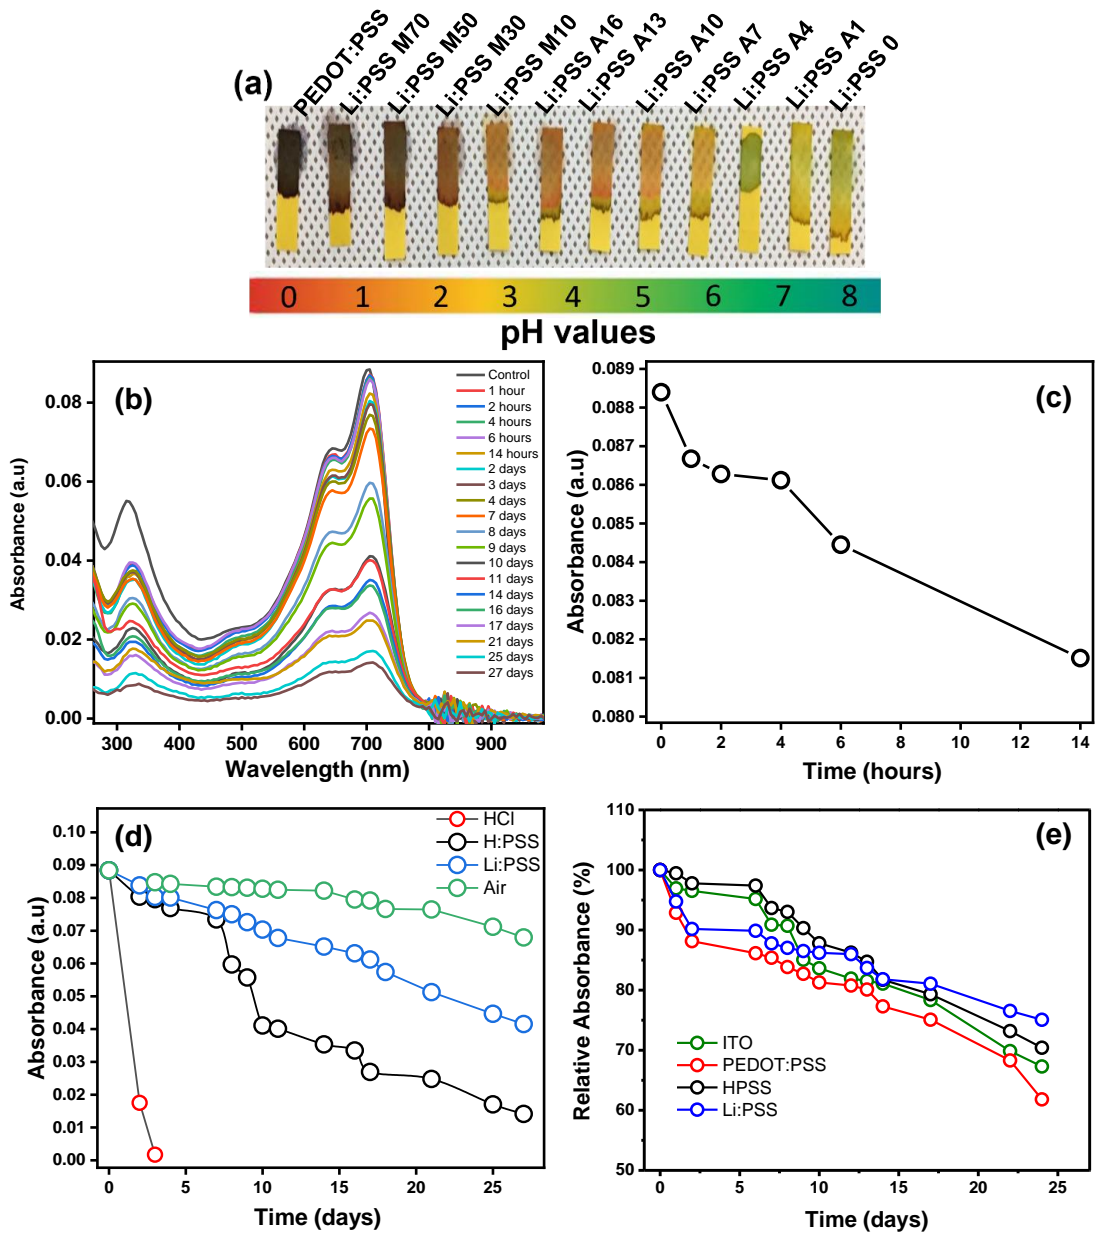 (a)
PEDOT:PSS
Li:PSS M70
Li:PSS M50
Li:PSS M30
Li:PSS M10
Li:PSS A16
Li:PSS A13
Li:PSS A10
Li:PSS A7
Li:PSS A4
Li:PSS A1
Li:PSS 0
0 1 2 3 4 5 6 7 8
pH values
(b)
Absorbance (a.u)
0.08
0.06
0.04
0.02
0.00
300 400 500 600 700 800 900
Wavelength (nm)
Control
1 hour
2 hours
4 hours
6 hours
14 hours
2 days
3 days
4 days
7 days
8 days
9 days
10 days
11 days
14 days
16 days
17 days
21 days
25 days
27 days
(c)
Absorbance (a.u)
0.089
0.088
0.087
0.086
0.085
0.084
0.083
0.082
0.081
0.080
0 2 4 6 8 10 12 14
Time (hours)
(d)
Absorbance (a.u)
0.10
0.09
0.08
0.07
0.06
0.05
0.04
0.03
0.02
0.01
0.00
0 5 10 15 20 25
Time (days)
HCl
H:PSS
Li:PSS
Air
(e)
Relative Absorbance (%)
110
100
90
80
70
60
50
0 5 10 15 20 25
Time (days)
ITO
PEDOT:PSS
HPSS
Li:PSS